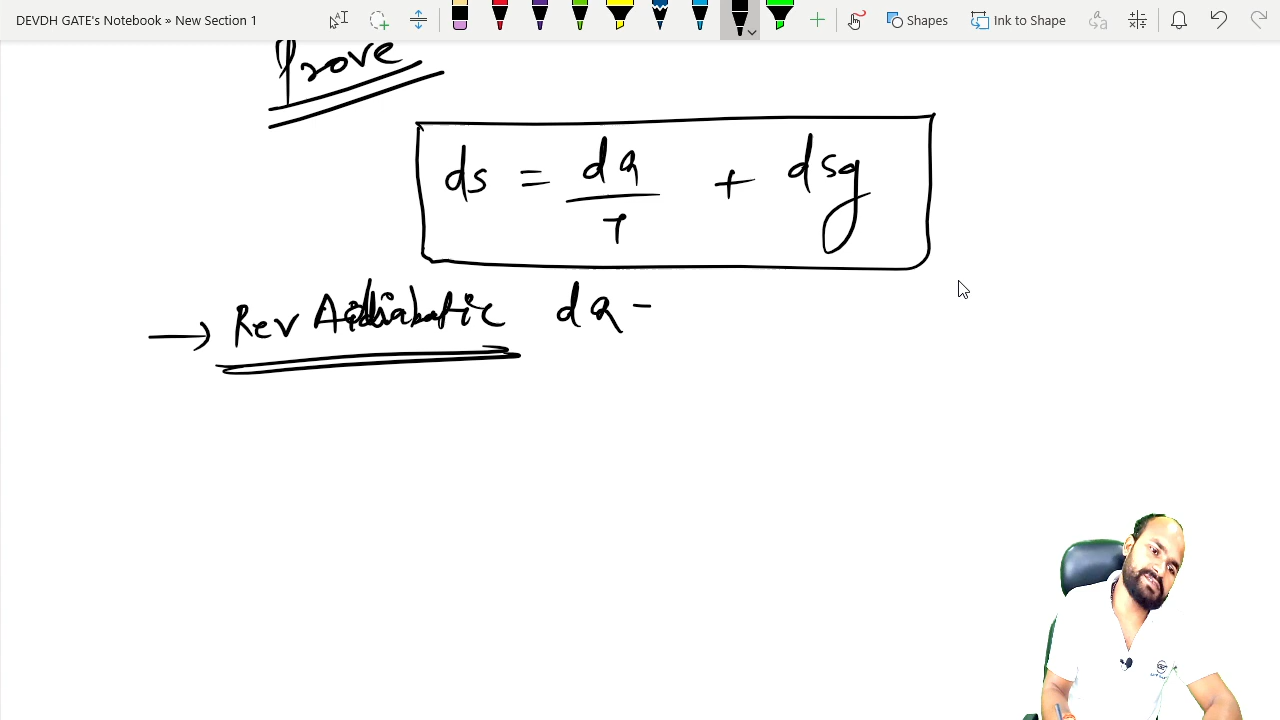 DEVDH GATE's Notebook » New Section 1
Shapes
Ink to Shape
Prove
ds = dQ/T + dsg
→ Rev Adiabatic dQ -